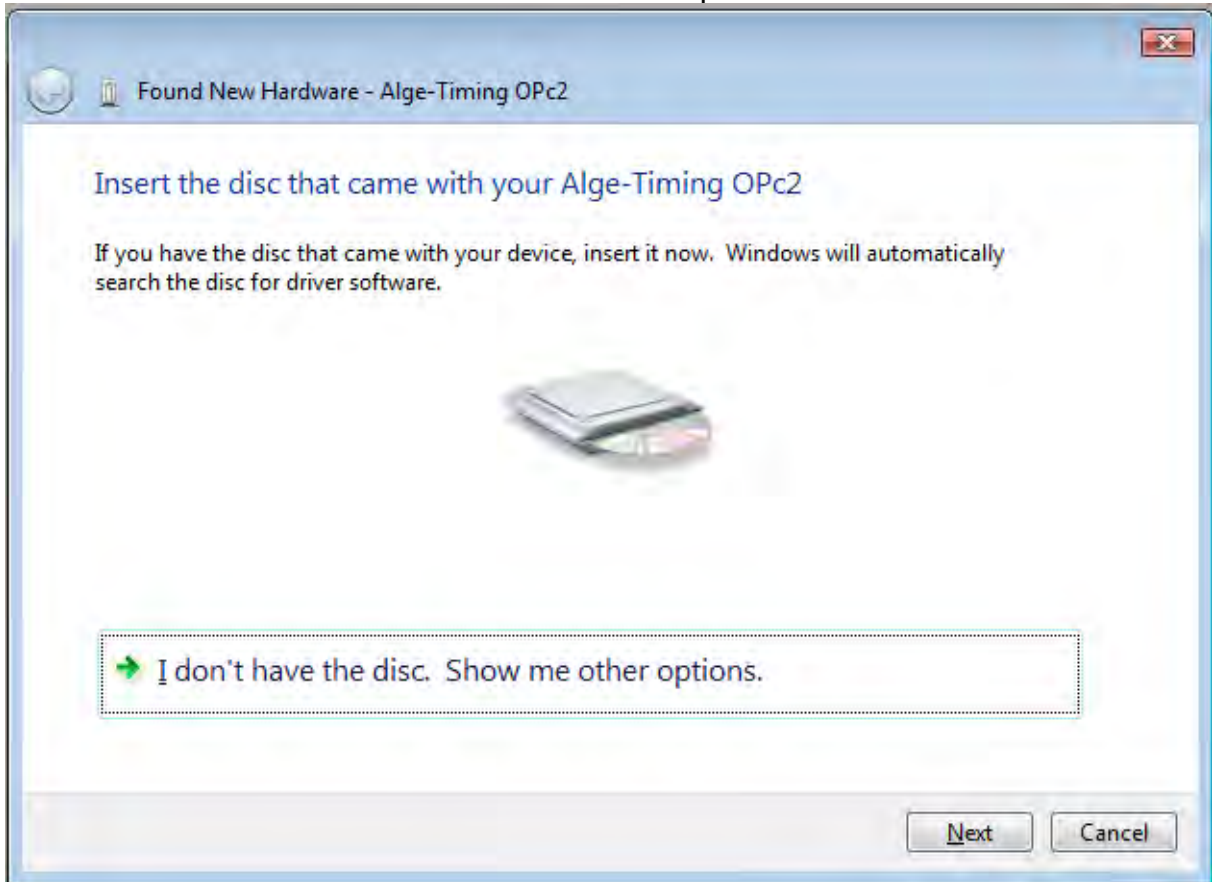 Found New Hardware - Alge-Timing OPc2
Insert the disc that came with your Alge-Timing OPc2
If you have the disc that came with your device, insert it now.  Windows will automatically
search the disc for driver software.
I don't have the disc.  Show me other options.
Next
Cancel